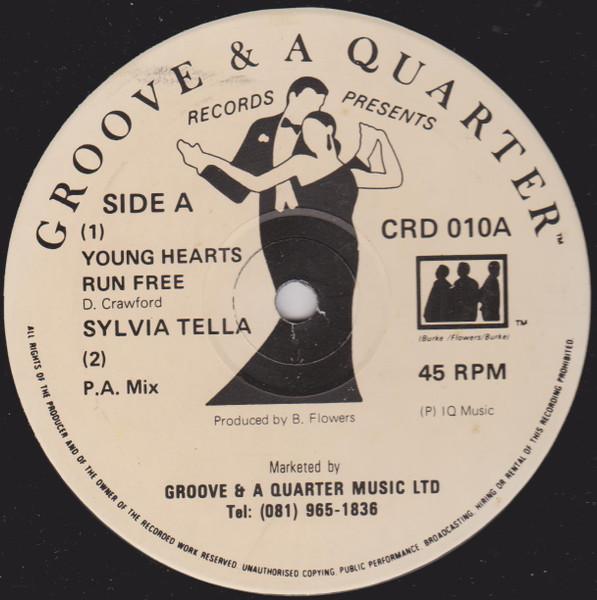 GROOVE & A QUARTER™
RECORDS PRESENTS
SIDE A
(1)
YOUNG HEARTS
RUN FREE
D. Crawford
SYLVIA TELLA
(2)
P.A. Mix
CRD 010A
™
(Burke /Flowers/Burke)
45 RPM
(P) IQ Music
Produced by B. Flowers
Marketed by
GROOVE & A QUARTER MUSIC LTD
Tel: (081) 965-1836
ALL RIGHTS OF THE PRODUCER AND OF THE OWNER OF THE RECORDED WORK RESERVED. UNAUTHORISED COPYING, PUBLIC PERFORMANCE, BROADCASTING, HIRING OR RENTAL OF THIS RECORDING PROHIBITED.